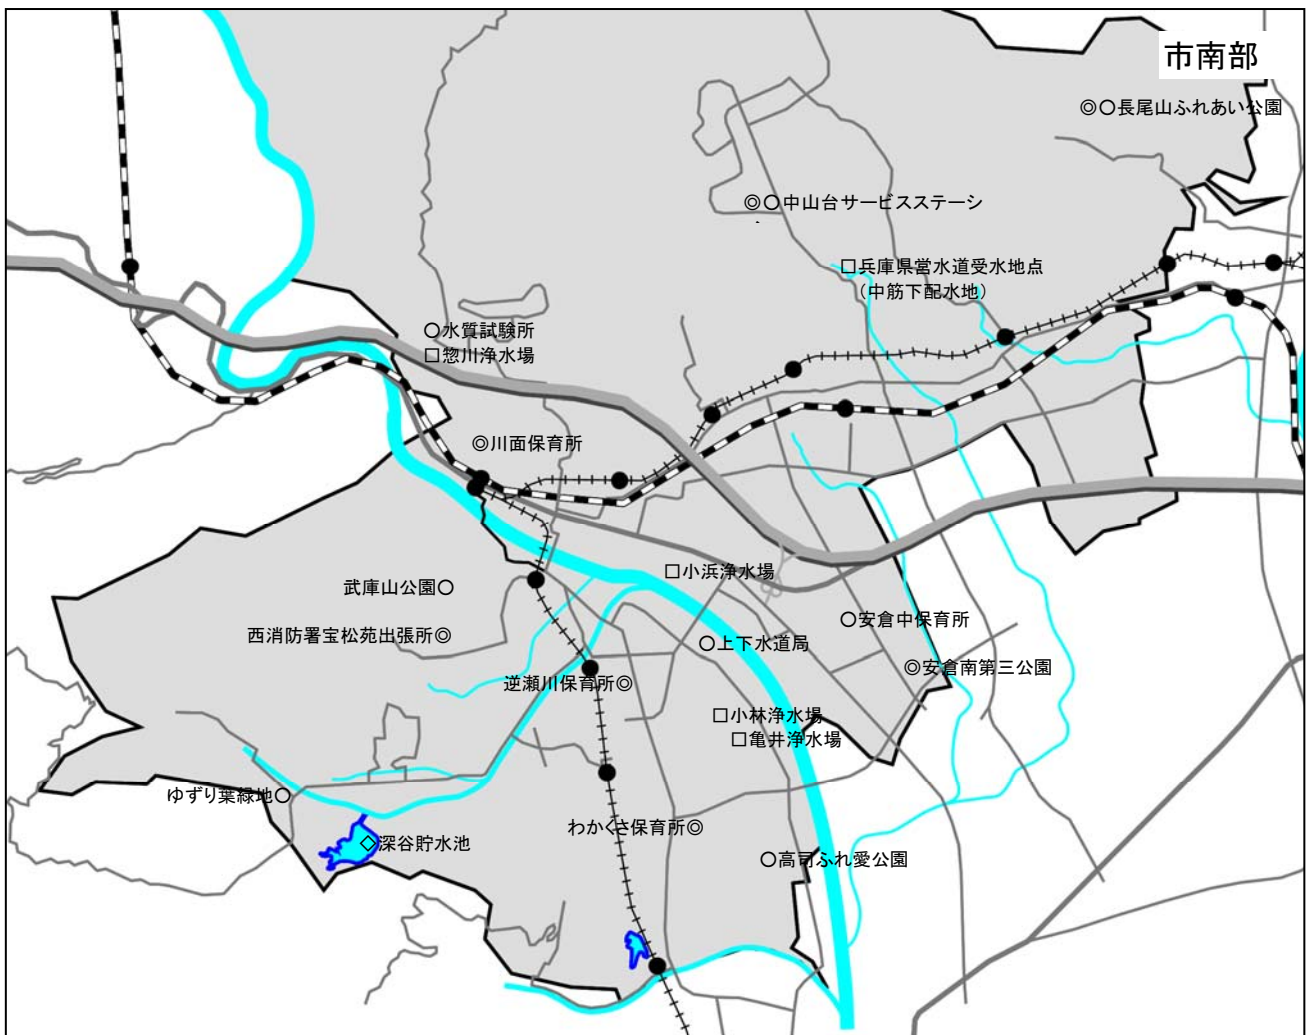 市南部
◎○長尾山ふれあい公園
◎○中山台サービスステーシ
□兵庫県営水道受水地点
(中筋下配水地)
○水質試験所
□惣川浄水場
◎川面保育所
□小浜浄水場
武庫山公園○
○安倉中保育所
西消防署宝松苑出張所◎
○上下水道局
◎安倉南第三公園
逆瀬川保育所◎
□小林浄水場
□亀井浄水場
ゆずり葉緑地○
わかくさ保育所◎
◇深谷貯水池
○高司ふれ愛公園